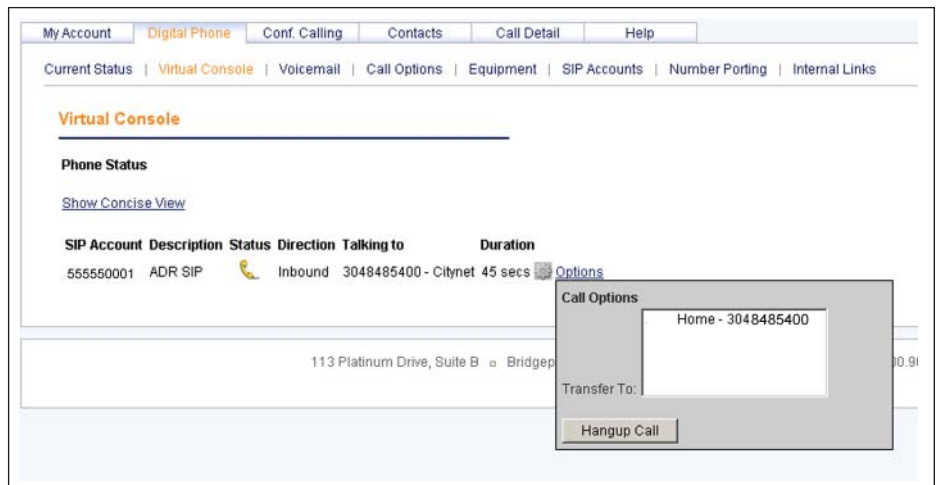 My Account Digital Phone Conf. Calling Contacts Call Detail Help
Current Status | Virtual Console | Voicemail | Call Options | Equipment | SIP Accounts | Number Porting | Internal Links
Virtual Console
Phone Status
Show Concise View
SIP Account Description Status Direction Talking to Duration
555550001 ADR SIP Inbound 3048485400 - Citynet 45 secs Options
Call Options
Home - 3048485400
Transfer To:
Hangup Call
113 Platinum Drive, Suite B